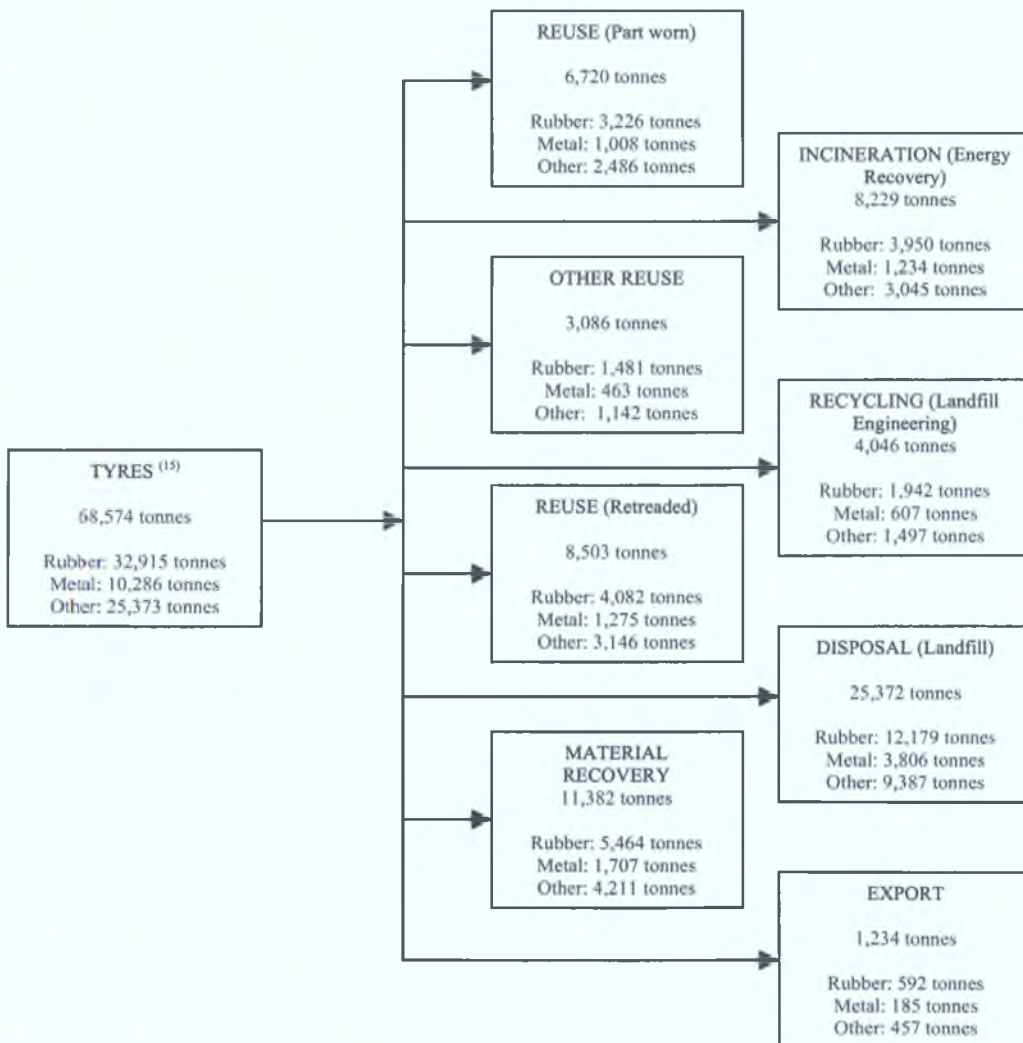 REUSE (Part worn)
6,720 tonnes
Rubber: 3,226 tonnes
Metal: 1,008 tonnes
Other: 2,486 tonnes
INCINERATION (Energy
Recovery)
8,229 tonnes
Rubber: 3,950 tonnes
Metal: 1,234 tonnes
Other: 3,045 tonnes
OTHER REUSE
3,086 tonnes
Rubber: 1,481 tonnes
Metal: 463 tonnes
Other: 1,142 tonnes
RECYCLING (Landfill
Engineering)
4,046 tonnes
Rubber: 1,942 tonnes
Metal: 607 tonnes
Other: 1,497 tonnes
TYRES (15)
68,574 tonnes
Rubber: 32,915 tonnes
Metal: 10,286 tonnes
Other: 25,373 tonnes
REUSE (Retreaded)
8,503 tonnes
Rubber: 4,082 tonnes
Metal: 1,275 tonnes
Other: 3,146 tonnes
DISPOSAL (Landfill)
25,372 tonnes
Rubber: 12,179 tonnes
Metal: 3,806 tonnes
Other: 9,387 tonnes
MATERIAL
RECOVERY
11,382 tonnes
Rubber: 5,464 tonnes
Metal: 1,707 tonnes
Other: 4,211 tonnes
EXPORT
1,234 tonnes
Rubber: 592 tonnes
Metal: 185 tonnes
Other: 457 tonnes